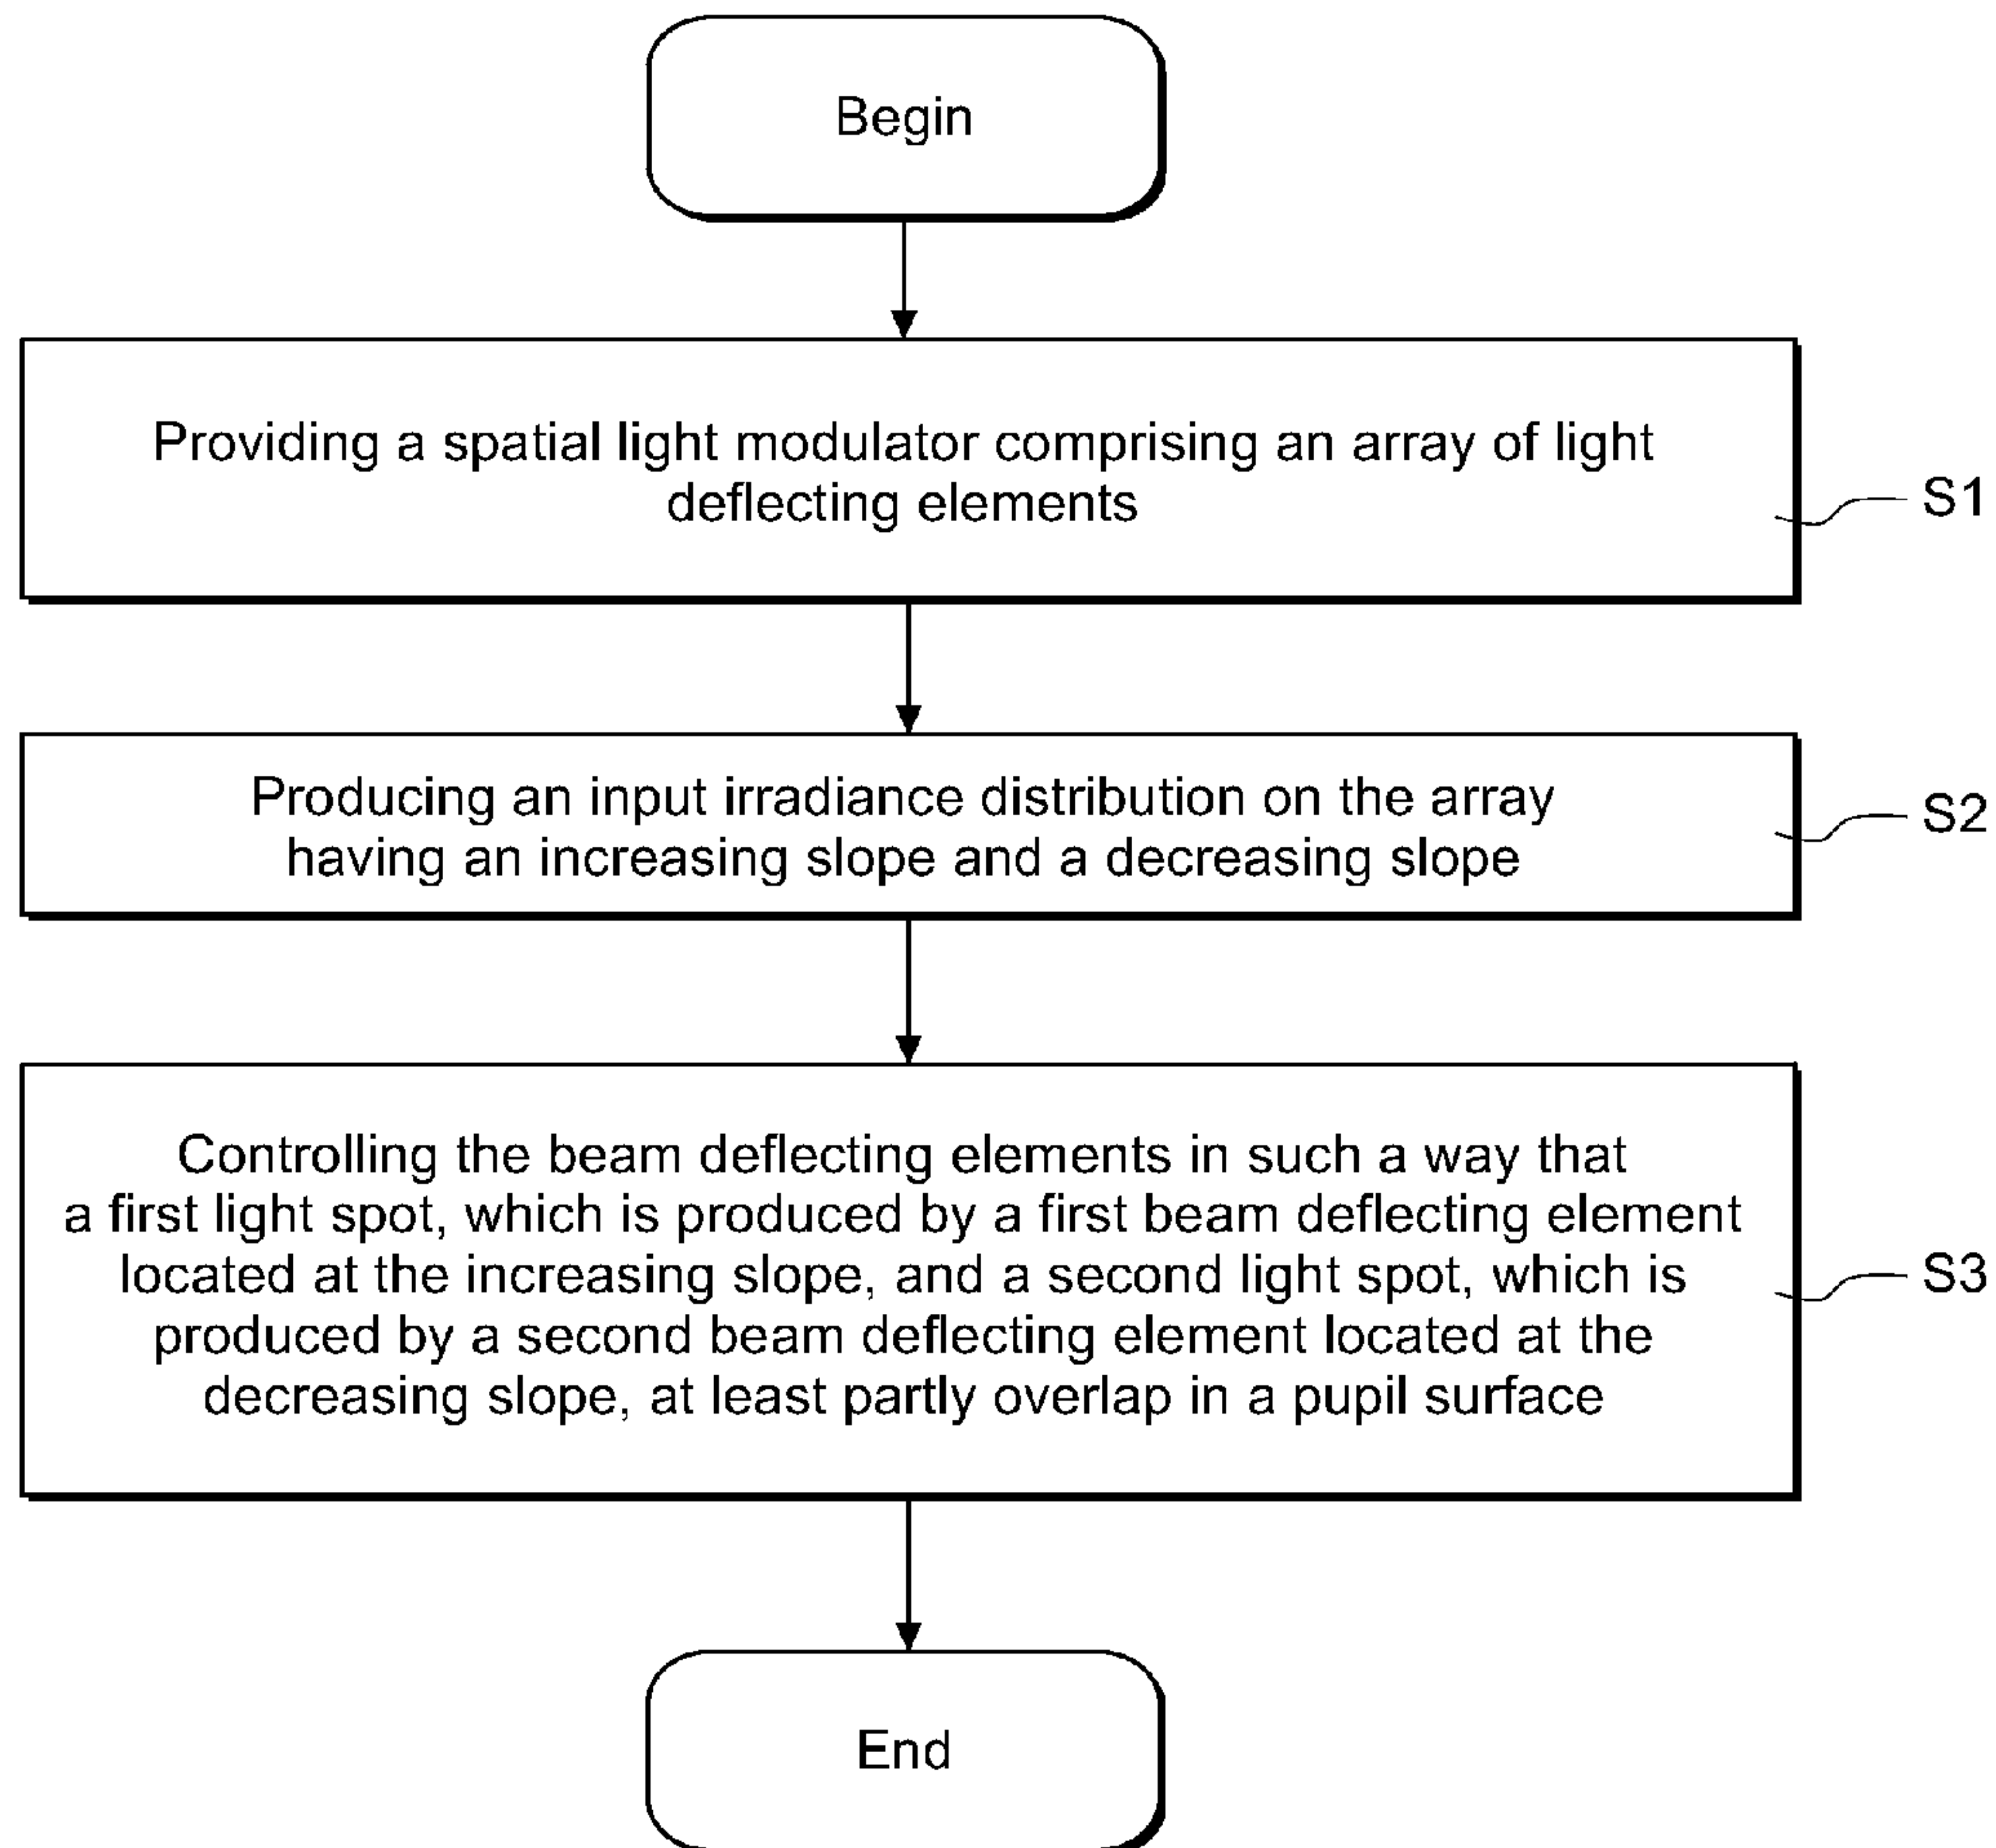 Begin
Providing a spatial light modulator comprising an array of light
deflecting elements
S1
Producing an input irradiance distribution on the array
having an increasing slope and a decreasing slope
S2
Controlling the beam deflecting elements in such a way that
a first light spot, which is produced by a first beam deflecting element
located at the increasing slope, and a second light spot, which is
produced by a second beam deflecting element located at the
decreasing slope, at least partly overlap in a pupil surface
S3
End